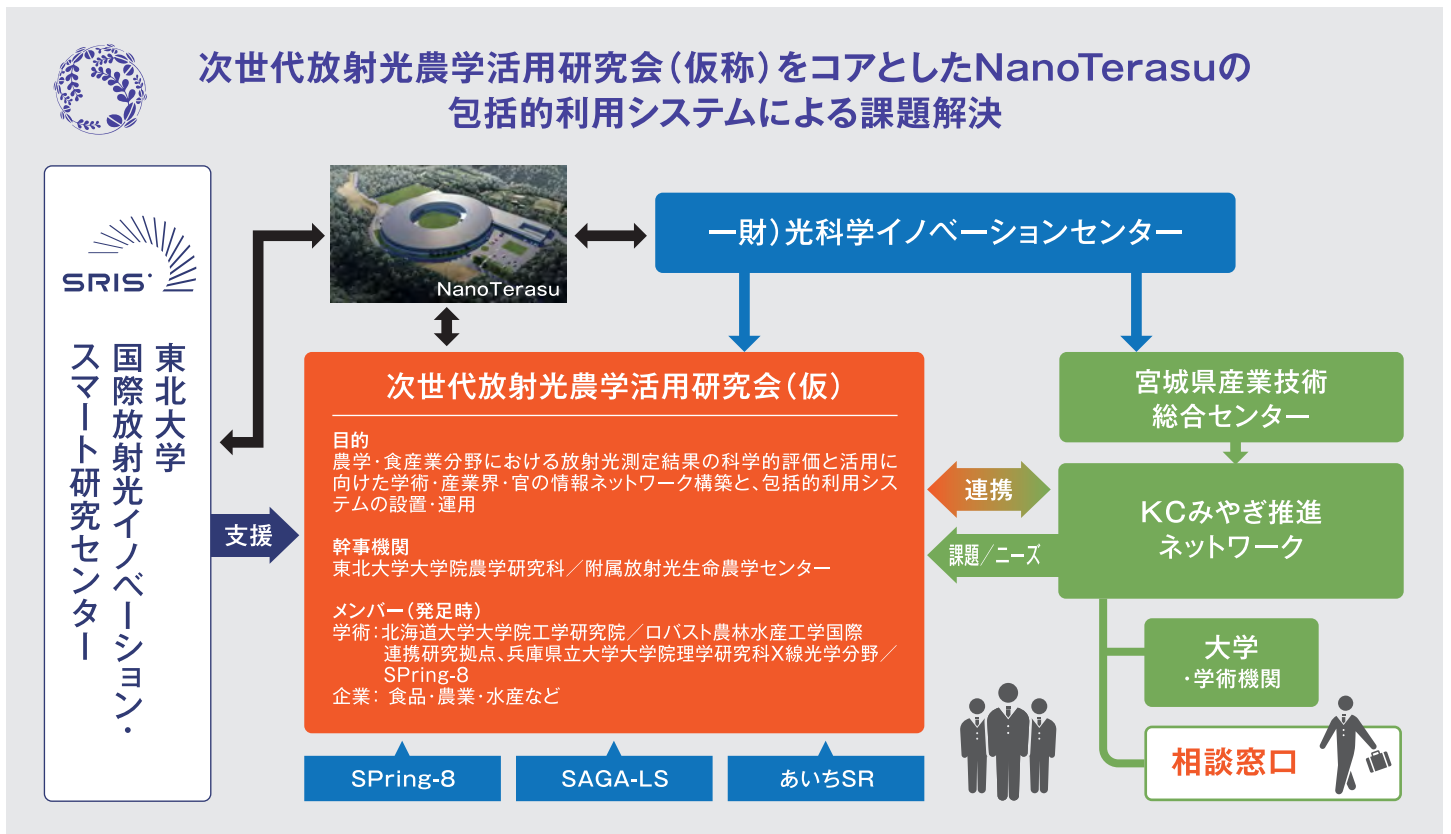 次世代放射光農学活用研究会(仮称)をコアとしたNanoTerasuの
包括的利用システムによる課題解決
SRIS
東北大学
国際放射光イノベーション・
スマート研究センター
NanoTerasu
一財)光科学イノベーションセンター
支援
次世代放射光農学活用研究会(仮)
目的
農学・食産業分野における放射光測定結果の科学的評価と活用に
向けた学術・産業界・官の情報ネットワーク構築と、包括的利用シス
テムの設置・運用
幹事機関
東北大学大学院農学研究科／附属放射光生命農学センター
メンバー(発足時)
学術:北海道大学大学院工学研究院／ロバスト農林水産工学国際
連携研究拠点、兵庫県立大学大学院理学研究科X線光学分野／
SPring-8
企業: 食品・農業・水産など
SPring-8
SAGA-LS
あいちSR
連携
課題/ニーズ
宮城県産業技術
総合センター
KCみやぎ推進
ネットワーク
大学
・学術機関
相談窓口